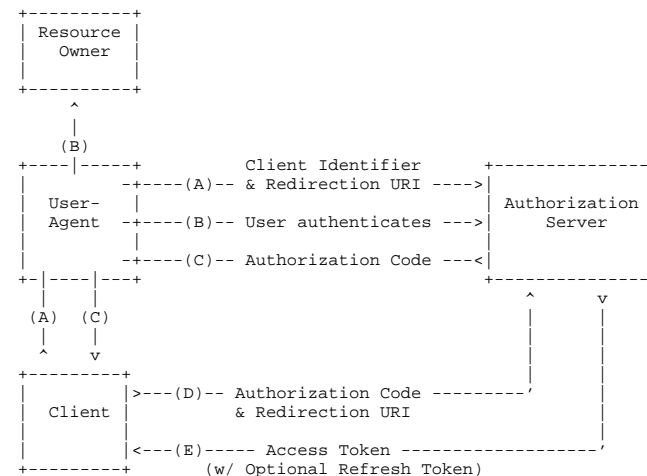 Resource
Owner
(B)
Client Identifier
(A)
& Redirection URI
User-
Agent
(B)
User authenticates
Authorization
Server
(C)
Authorization Code
(A)
(C)
v
v
(D)
Authorization Code
Client
& Redirection URI
(E)
Access Token
(w/ Optional Refresh Token)